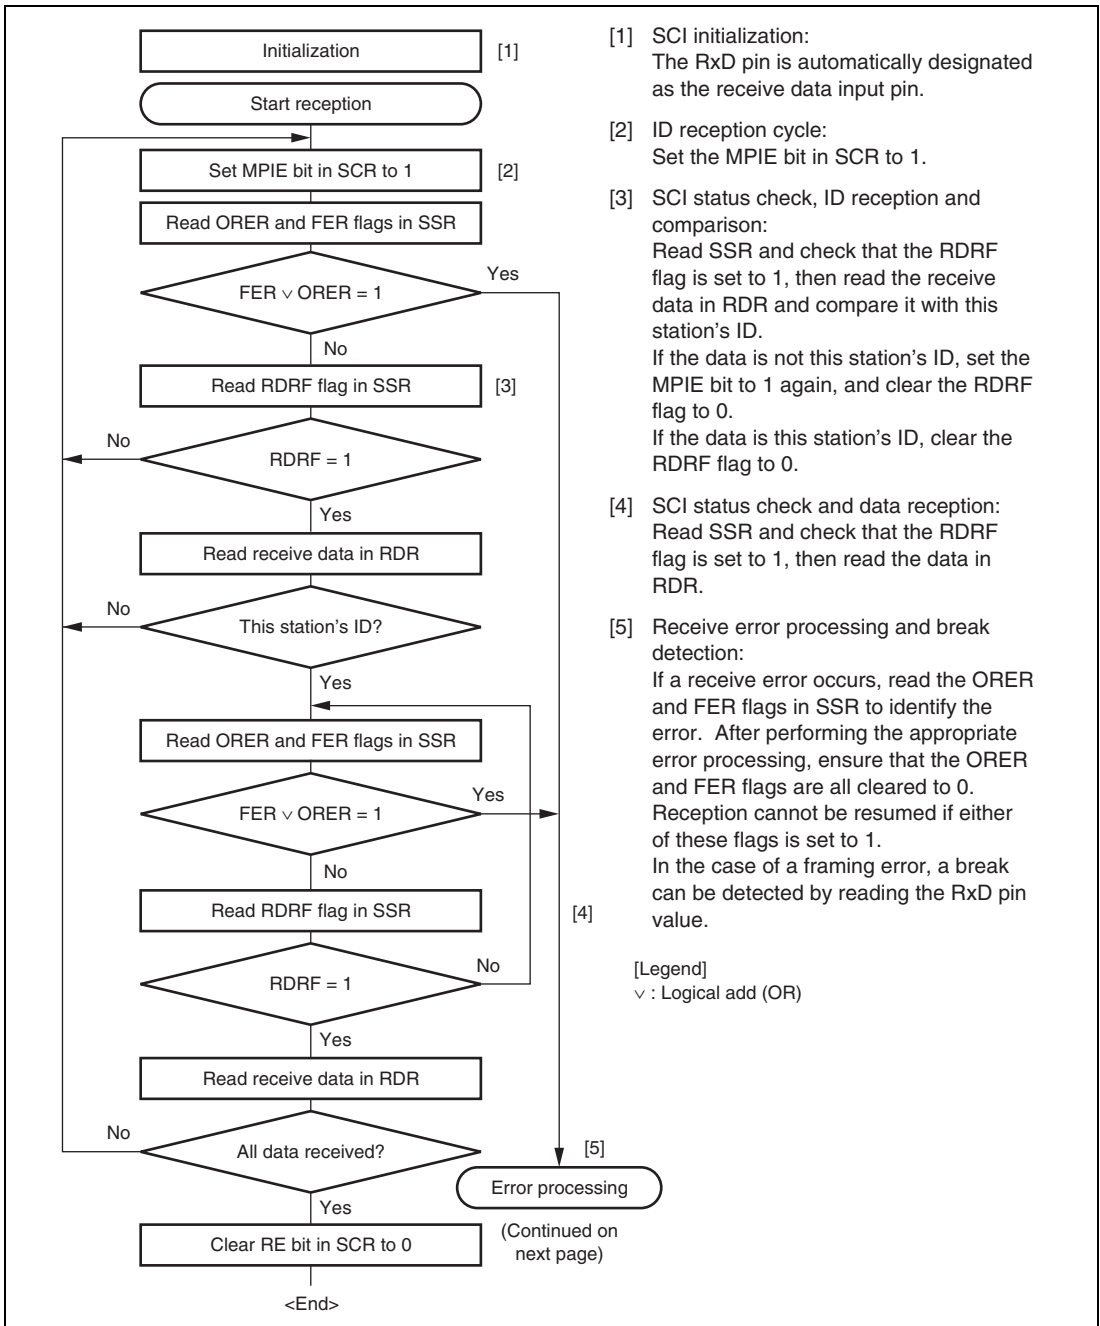 Initialization
[1]
Start reception
Set MPIE bit in SCR to 1
[2]
Read ORER and FER flags in SSR
FER ∨ ORER = 1
Yes
No
Read RDRF flag in SSR
[3]
No
RDRF = 1
Yes
Read receive data in RDR
No
This station's ID?
Yes
Read ORER and FER flags in SSR
FER ∨ ORER = 1
Yes
No
Read RDRF flag in SSR
[4]
RDRF = 1
No
Yes
Read receive data in RDR
No
All data received?
[5]
Error processing
Yes
(Continued on
next page)
Clear RE bit in SCR to 0
<End>
[1] SCI initialization:
The RxD pin is automatically designated
as the receive data input pin.
[2] ID reception cycle:
Set the MPIE bit in SCR to 1.
[3] SCI status check, ID reception and
comparison:
Read SSR and check that the RDRF
flag is set to 1, then read the receive
data in RDR and compare it with this
station's ID.
If the data is not this station's ID, set the
MPIE bit to 1 again, and clear the RDRF
flag to 0.
If the data is this station's ID, clear the
RDRF flag to 0.
[4] SCI status check and data reception:
Read SSR and check that the RDRF
flag is set to 1, then read the data in
RDR.
[5] Receive error processing and break
detection:
If a receive error occurs, read the ORER
and FER flags in SSR to identify the
error. After performing the appropriate
error processing, ensure that the ORER
and FER flags are all cleared to 0.
Reception cannot be resumed if either
of these flags is set to 1.
In the case of a framing error, a break
can be detected by reading the RxD pin
value.
[Legend]
∨ : Logical add (OR)